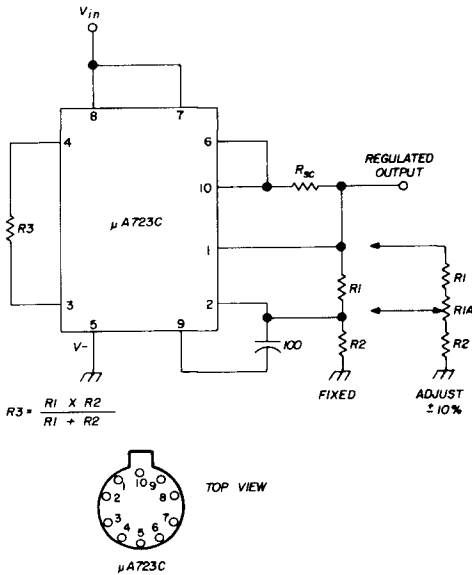 Vin
8
7
4
6
10
Rsc
REGULATED
OUTPUT
R3
μA723C
1
R1
R1
R1A
3
2
5
9
V-
100
R2
R2
FIXED
ADJUST
±10%
R3 = R1 X R2
R1 + R2
TOP VIEW
1
10
9
2
8
3
7
4
5
6
μA723C